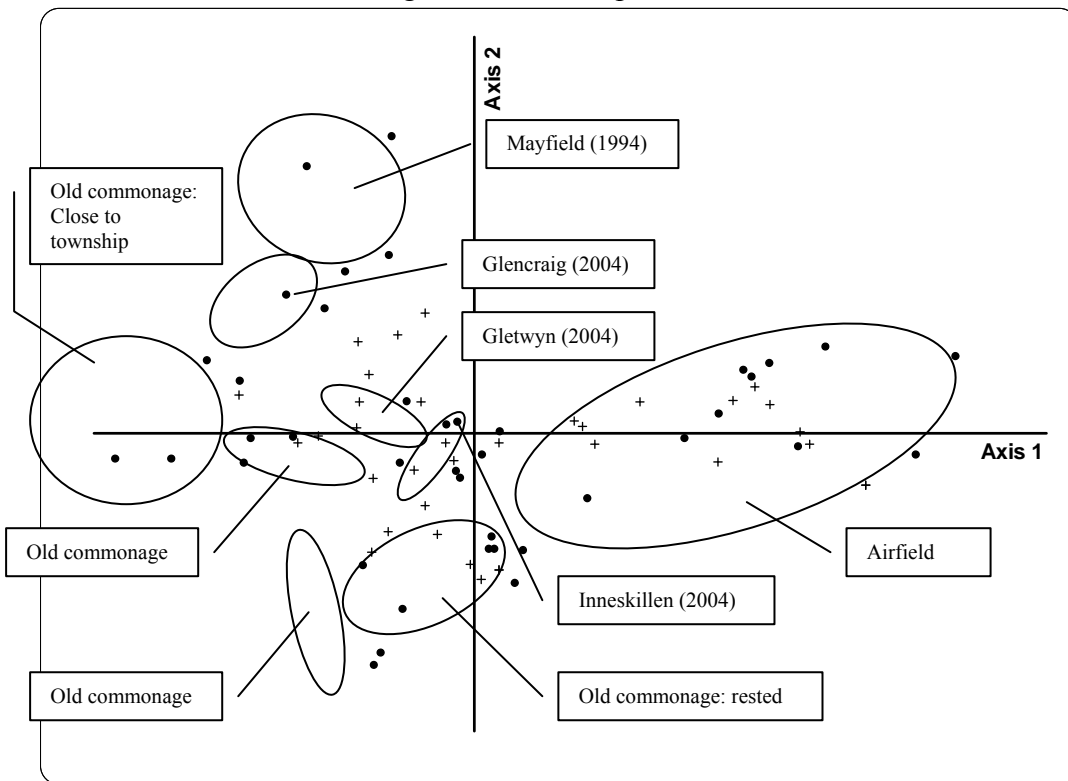 Axis 2
Mayfield (1994)
Old commonage:
Close to
township
Glencraig (2004)
Gletwyn (2004)
Axis 1
Old commonage
Airfield
Inneskillen (2004)
Old commonage
Old commonage: rested